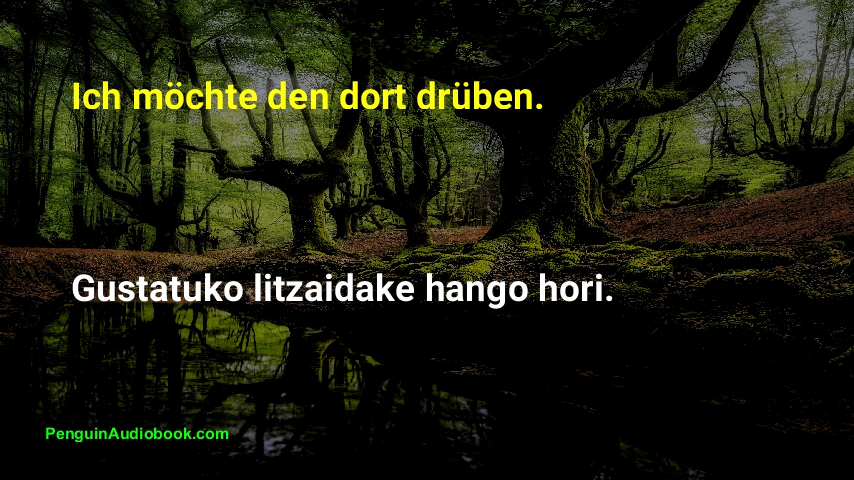 Ich möchte den dort drüben.
Gustatuko litzaidake hango hori.
PenguinAudiobook.com